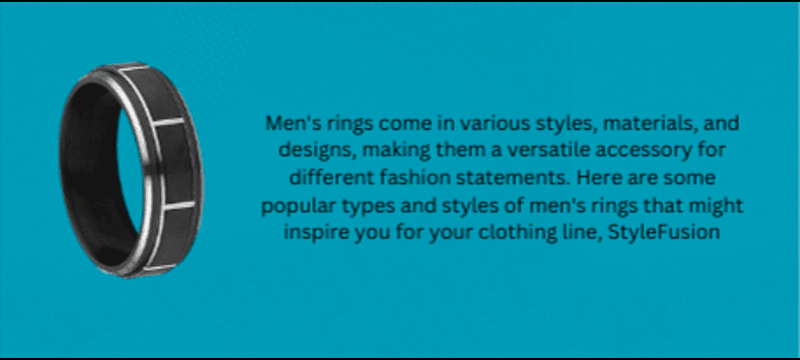 Men's rings come in various styles, materials, and
designs, making them a versatile accessory for
different fashion statements. Here are some
popular types and styles of men's rings that might
inspire you for your clothing line, StyleFusion